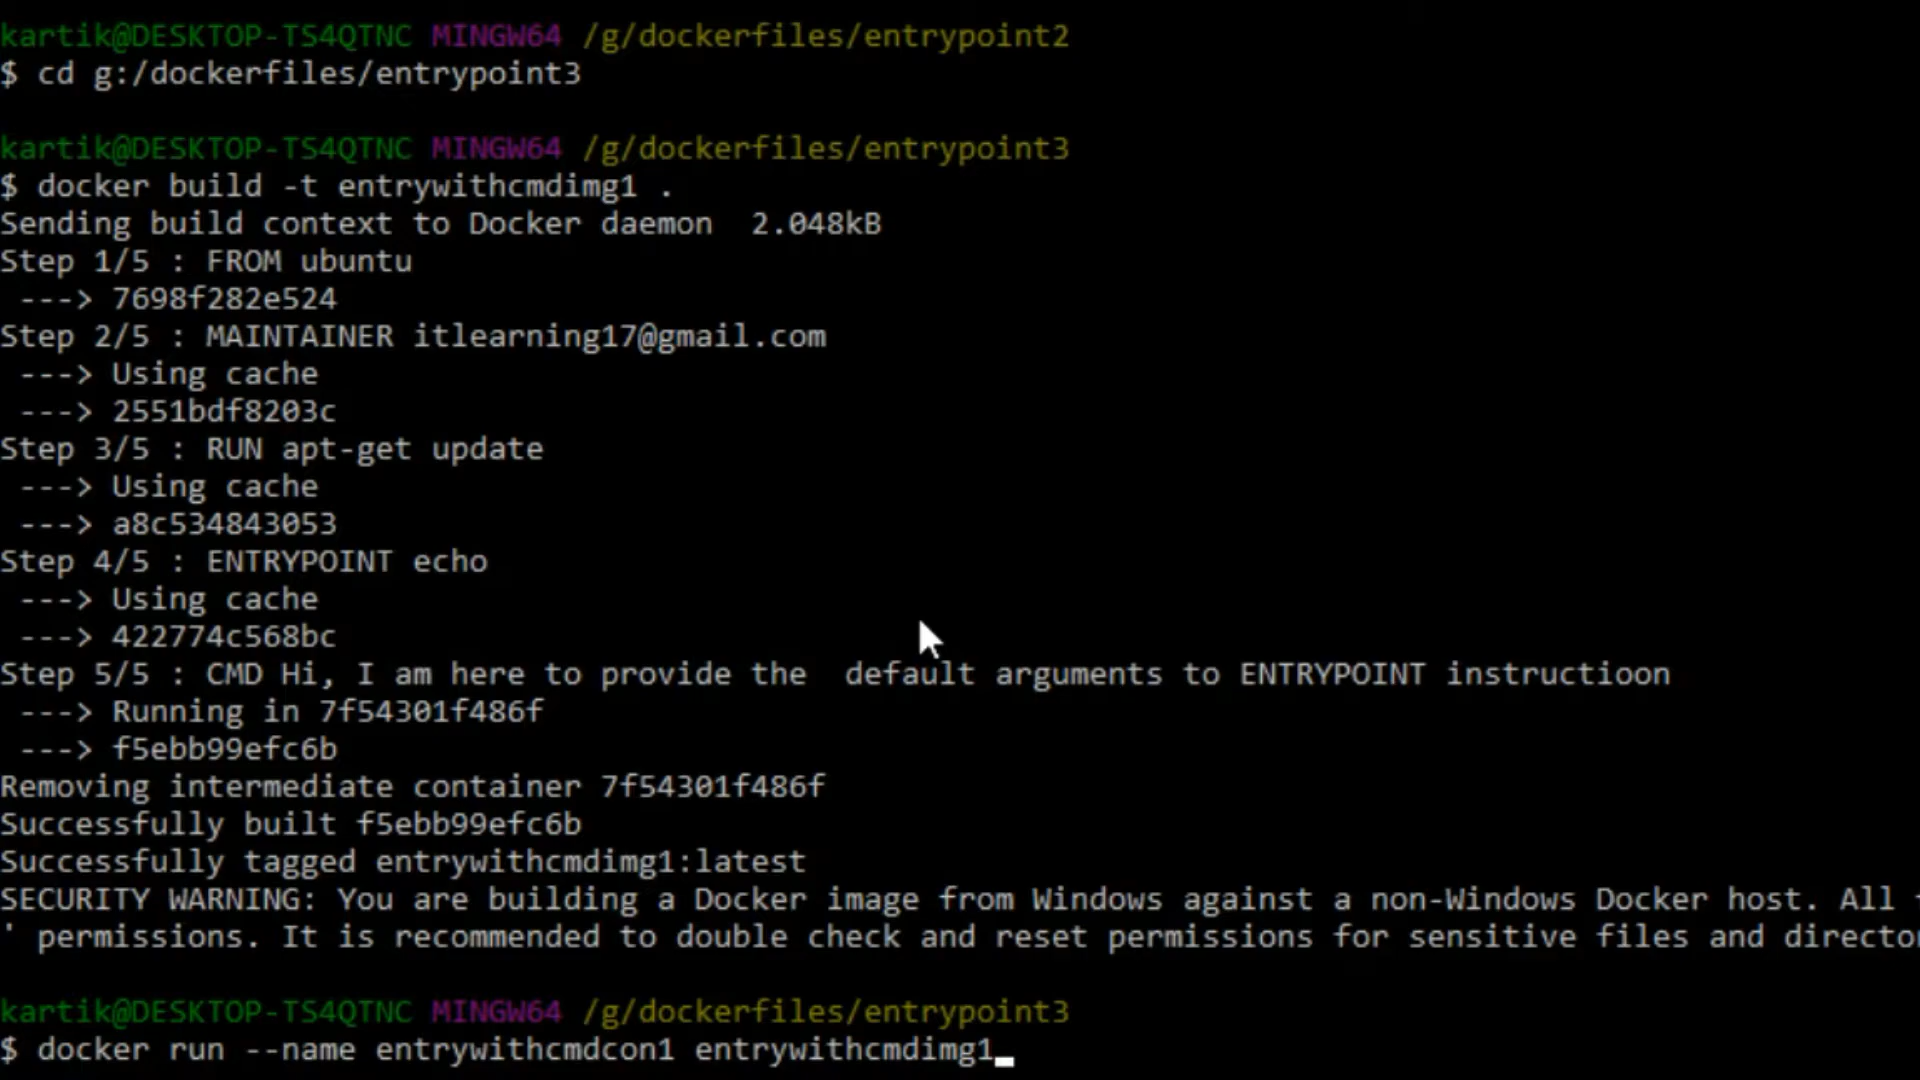 kartik@DESKTOP-TS4QTNC MINGW64 /g/dockerfiles/entrypoint2
$ cd g:/dockerfiles/entrypoint3
kartik@DESKTOP-TS4QTNC MINGW64 /g/dockerfiles/entrypoint3
$ docker build -t entrywithcmdimg1 .
Sending build context to Docker daemon  2.048kB
Step 1/5 : FROM ubuntu
 ---> 7698f282e524
Step 2/5 : MAINTAINER itlearning17@gmail.com
 ---> Using cache
 ---> 2551bdf8203c
Step 3/5 : RUN apt-get update
 ---> Using cache
 ---> a8c534843053
Step 4/5 : ENTRYPOINT echo
 ---> Using cache
 ---> 422774c568bc
Step 5/5 : CMD Hi, I am here to provide the  default arguments to ENTRYPOINT instructioon
 ---> Running in 7f54301f486f
 ---> f5ebb99efc6b
Removing intermediate container 7f54301f486f
Successfully built f5ebb99efc6b
Successfully tagged entrywithcmdimg1:latest
SECURITY WARNING: You are building a Docker image from Windows against a non-Windows Docker host. All
' permissions. It is recommended to double check and reset permissions for sensitive files and director
kartik@DESKTOP-TS4QTNC MINGW64 /g/dockerfiles/entrypoint3
$ docker run --name entrywithcmdcon1 entrywithcmdimg1